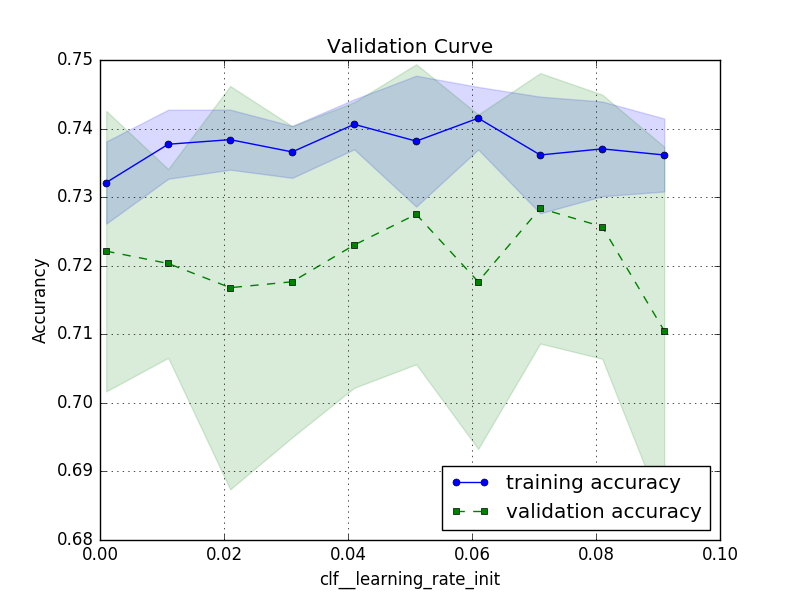 Validation Curve
0.75
0.74
0.73
0.72
0.71
0.70
0.69
0.68
Accurancy
training accuracy
validation accuracy
0.00 0.02 0.04 0.06 0.08 0.10
clf__learning_rate_init